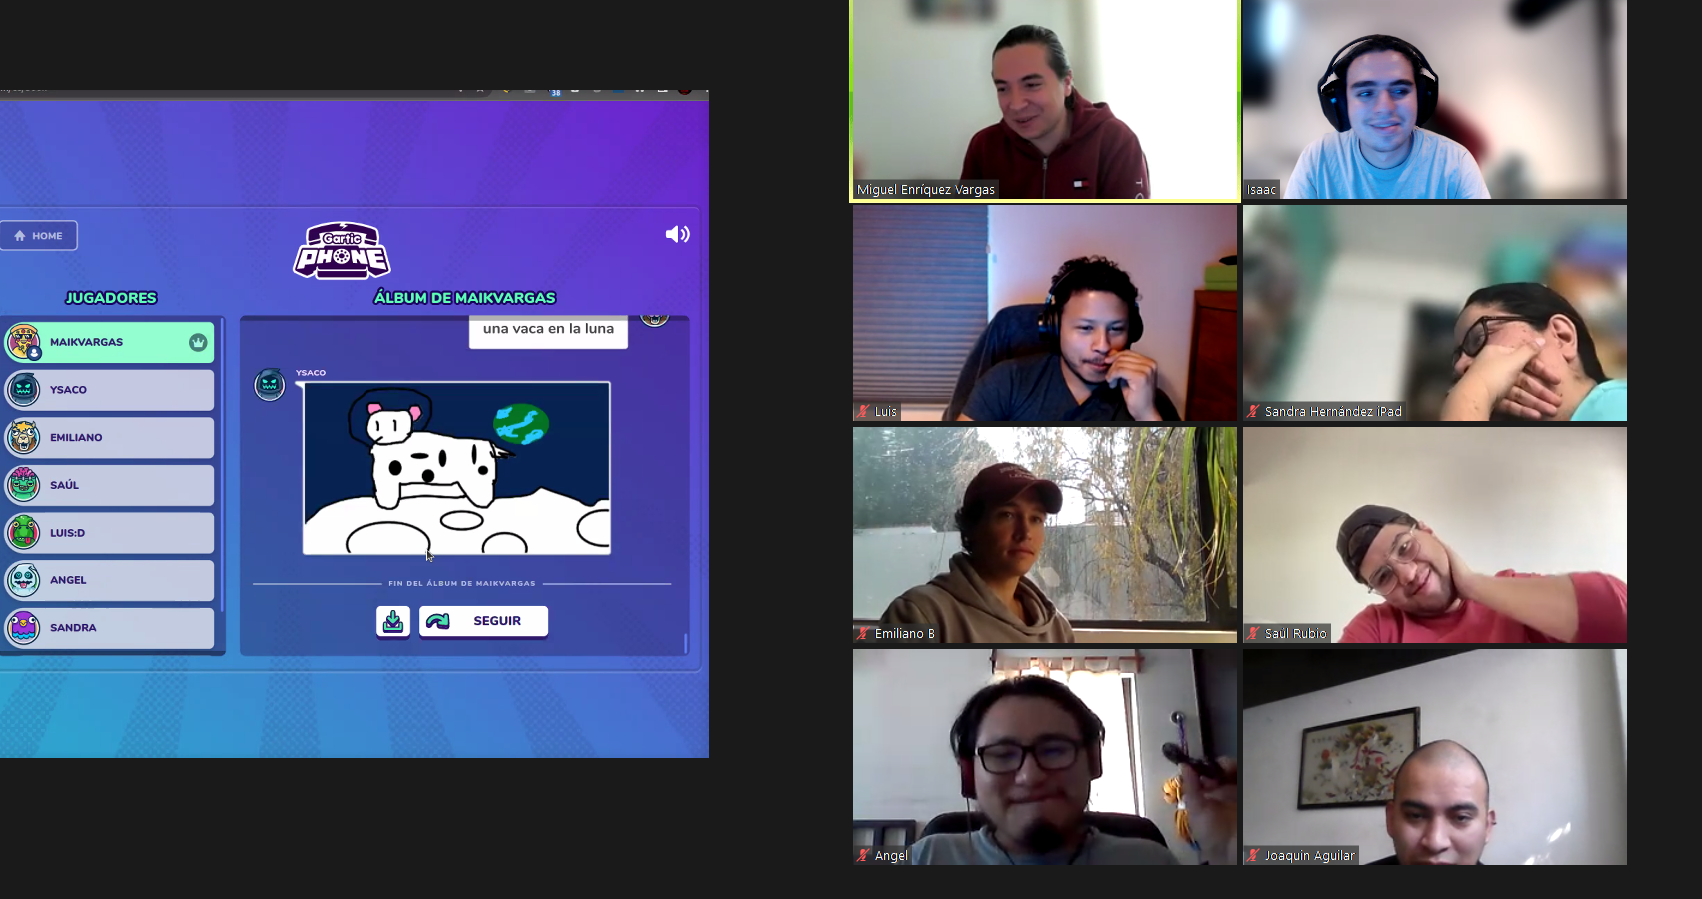 38
HOME
Gartic
PHONE
JUGADORES
ÁLBUM DE MAIKVARGAS
MAIKVARGAS
YSACO
EMILIANO
SAÚL
LUIS:D
ANGEL
SANDRA
una vaca en la luna
YSACO
FIN DEL ÁLBUM DE MAIKVARGAS
SEGUIR
Miguel Enríquez Vargas
Isaac
Luis
Sandra Hernández iPad
Emiliano B
Saúl Rubio
Angel
Joaquin Aguilar